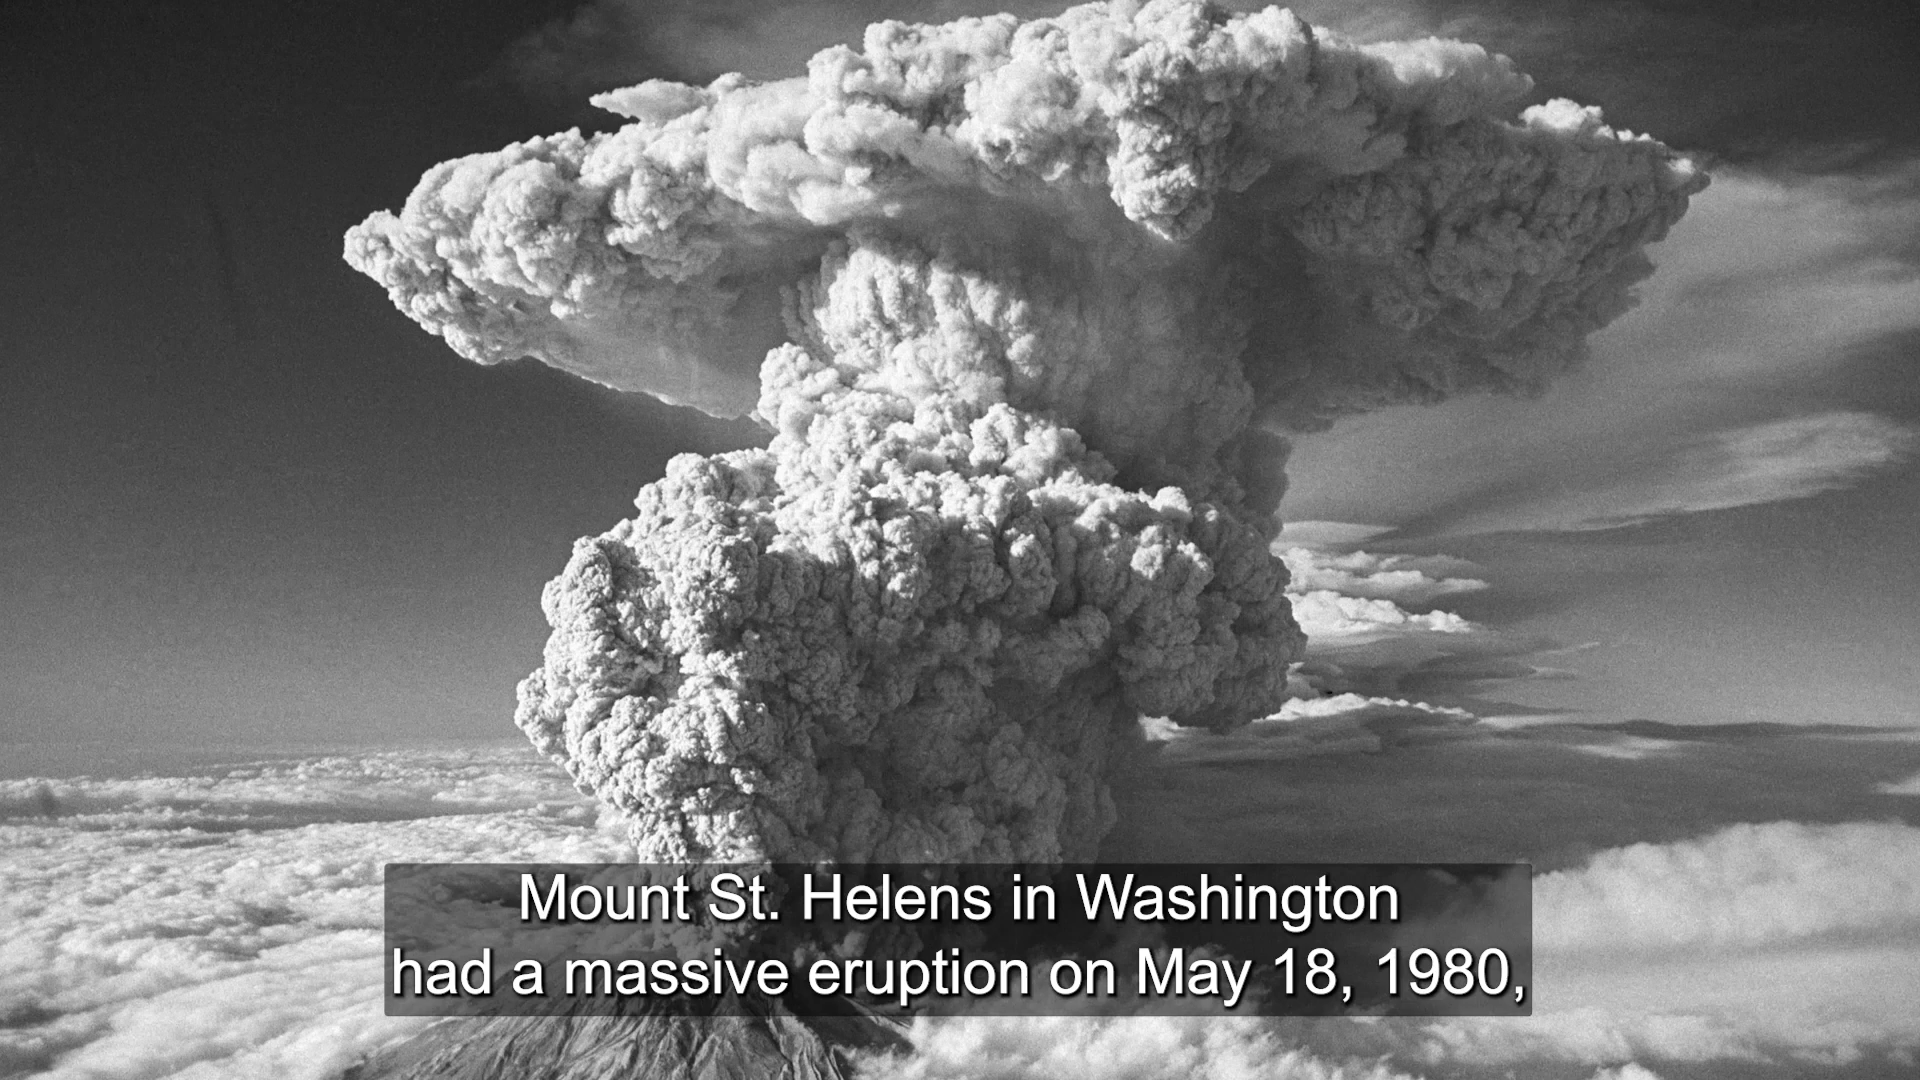 Mount St. Helens in Washington
had a massive eruption on May 18, 1980,